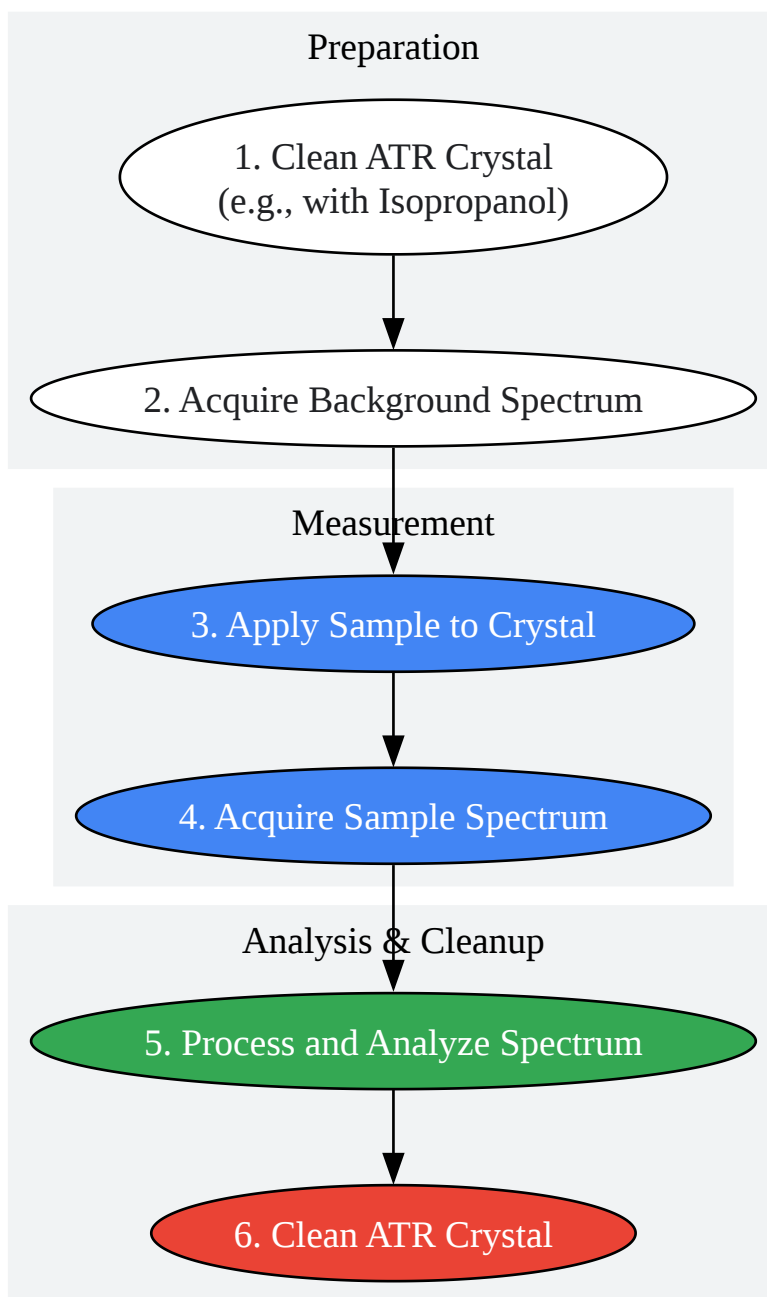 Preparation
1. Clean ATR Crystal
(e.g., with Isopropanol)
2. Acquire Background Spectrum
Measurement
3. Apply Sample to Crystal
4. Acquire Sample Spectrum
Analysis & Cleanup
5. Process and Analyze Spectrum
6. Clean ATR Crystal